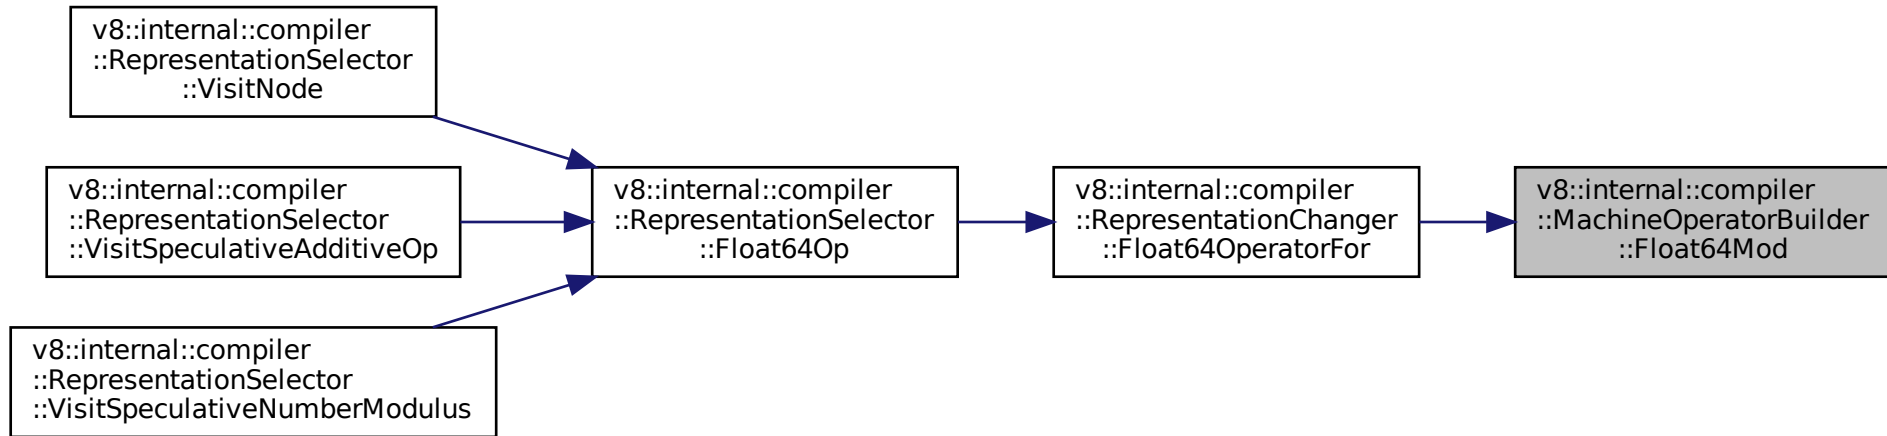 v8::internal::compiler
::RepresentationSelector
::VisitNode
v8::internal::compiler
::RepresentationSelector
::VisitSpeculativeAdditiveOp
v8::internal::compiler
::RepresentationSelector
::VisitSpeculativeNumberModulus
v8::internal::compiler
::RepresentationSelector
::Float64Op
v8::internal::compiler
::RepresentationChanger
::Float64OperatorFor
v8::internal::compiler
::MachineOperatorBuilder
::Float64Mod